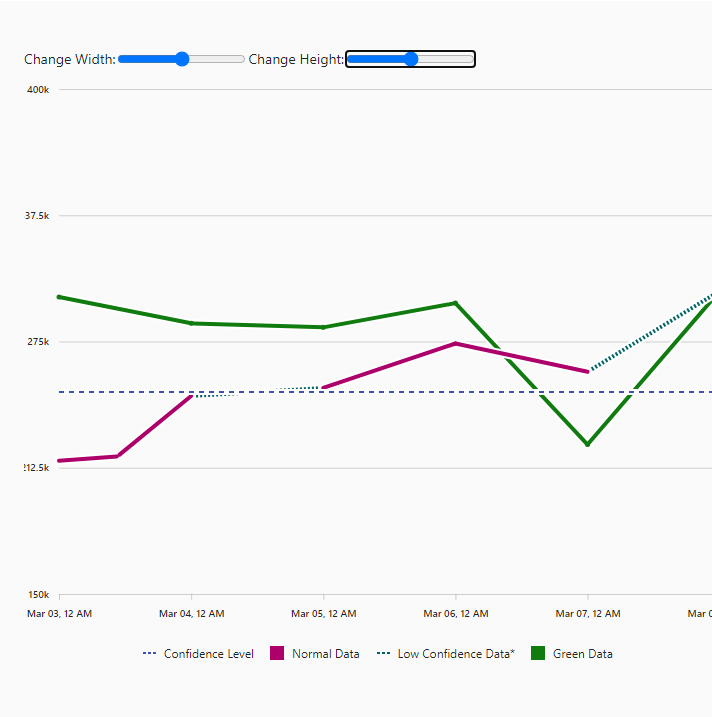 Change Width: Change Height:
400k
37.5k
275k
212.5k
150k
Mar 03, 12 AM Mar 04, 12 AM Mar 05, 12 AM Mar 06, 12 AM Mar 07, 12 AM Mar 0
Confidence Level Normal Data Low Confidence Data* Green Data